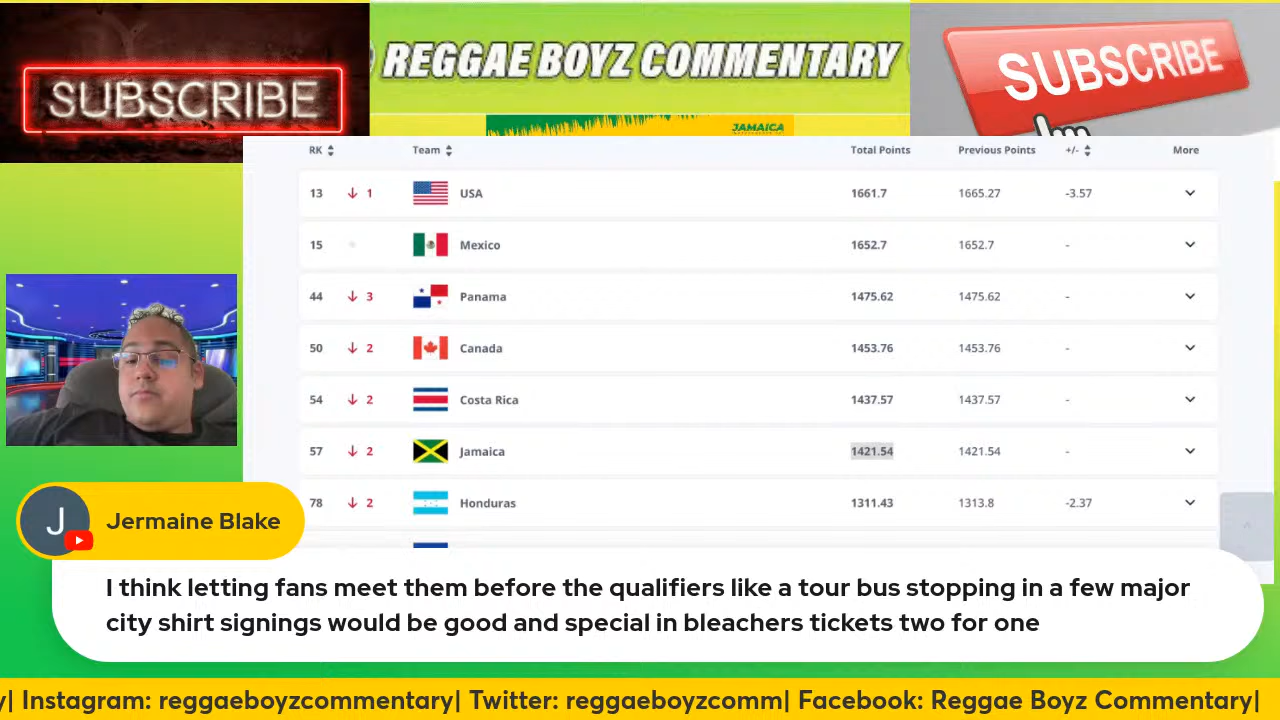 SUBSCRIBE
REGGAE BOYZ COMMENTARY
SUBSCRIBE
JAMAICA
RK Team Total Points Previous Points +/- More
13 1 USA 1661.7 1665.27 -3.57
15 Mexico 1652.7 1652.7 -
44 3 Panama 1475.62 1475.62 -
50 2 Canada 1453.76 1453.76 -
54 2 Costa Rica 1437.57 1437.57 -
57 2 Jamaica 1421.54 1421.54 -
78 2 Honduras 1311.43 1313.8 -2.37
J Jermaine Blake
I think letting fans meet them before the qualifiers like a tour bus stopping in a few major
city shirt signings would be good and special in bleachers tickets two for one
y| Instagram: reggaeboyzcommentary| Twitter: reggaeboyzcomm| Facebook: Reggae Boyz Commentary|